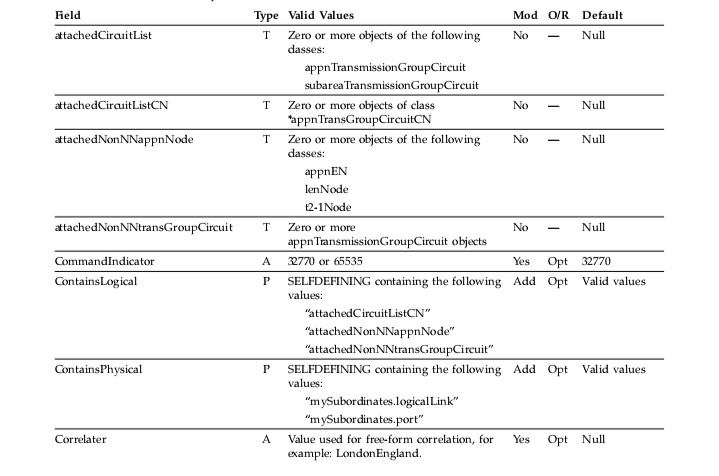 Field Type Valid Values Mod O/R Default
attachedCircuitList T Zero or more objects of the following No — Null
classes:
appnTransmissionGroupCircuit
subareaTransmissionGroupCircuit
attachedCircuitListCN T Zero or more objects of class No — Null
*appnTransGroupCircuitCN
attachedNonNNappnNode T Zero or more objects of the following No — Null
classes:
appnEN
lenNode
t2-1Node
attachedNonNNtransGroupCircuit T Zero or more No — Null
appnTransmissionGroupCircuit objects
CommandIndicator A 32770 or 65535 Yes Opt 32770
ContainsLogical P SELFDEFINING containing the following Add Opt Valid values
values:
“attachedCircuitListCN”
“attachedNonNNappnNode”
“attachedNonNNtransGroupCircuit”
ContainsPhysical P SELFDEFINING containing the following Add Opt Valid values
values:
“mySubordinates.logicalLink”
“mySubordinates.port”
Correlater A Value used for free-form correlation, for Yes Opt Null
example: LondonEngland.